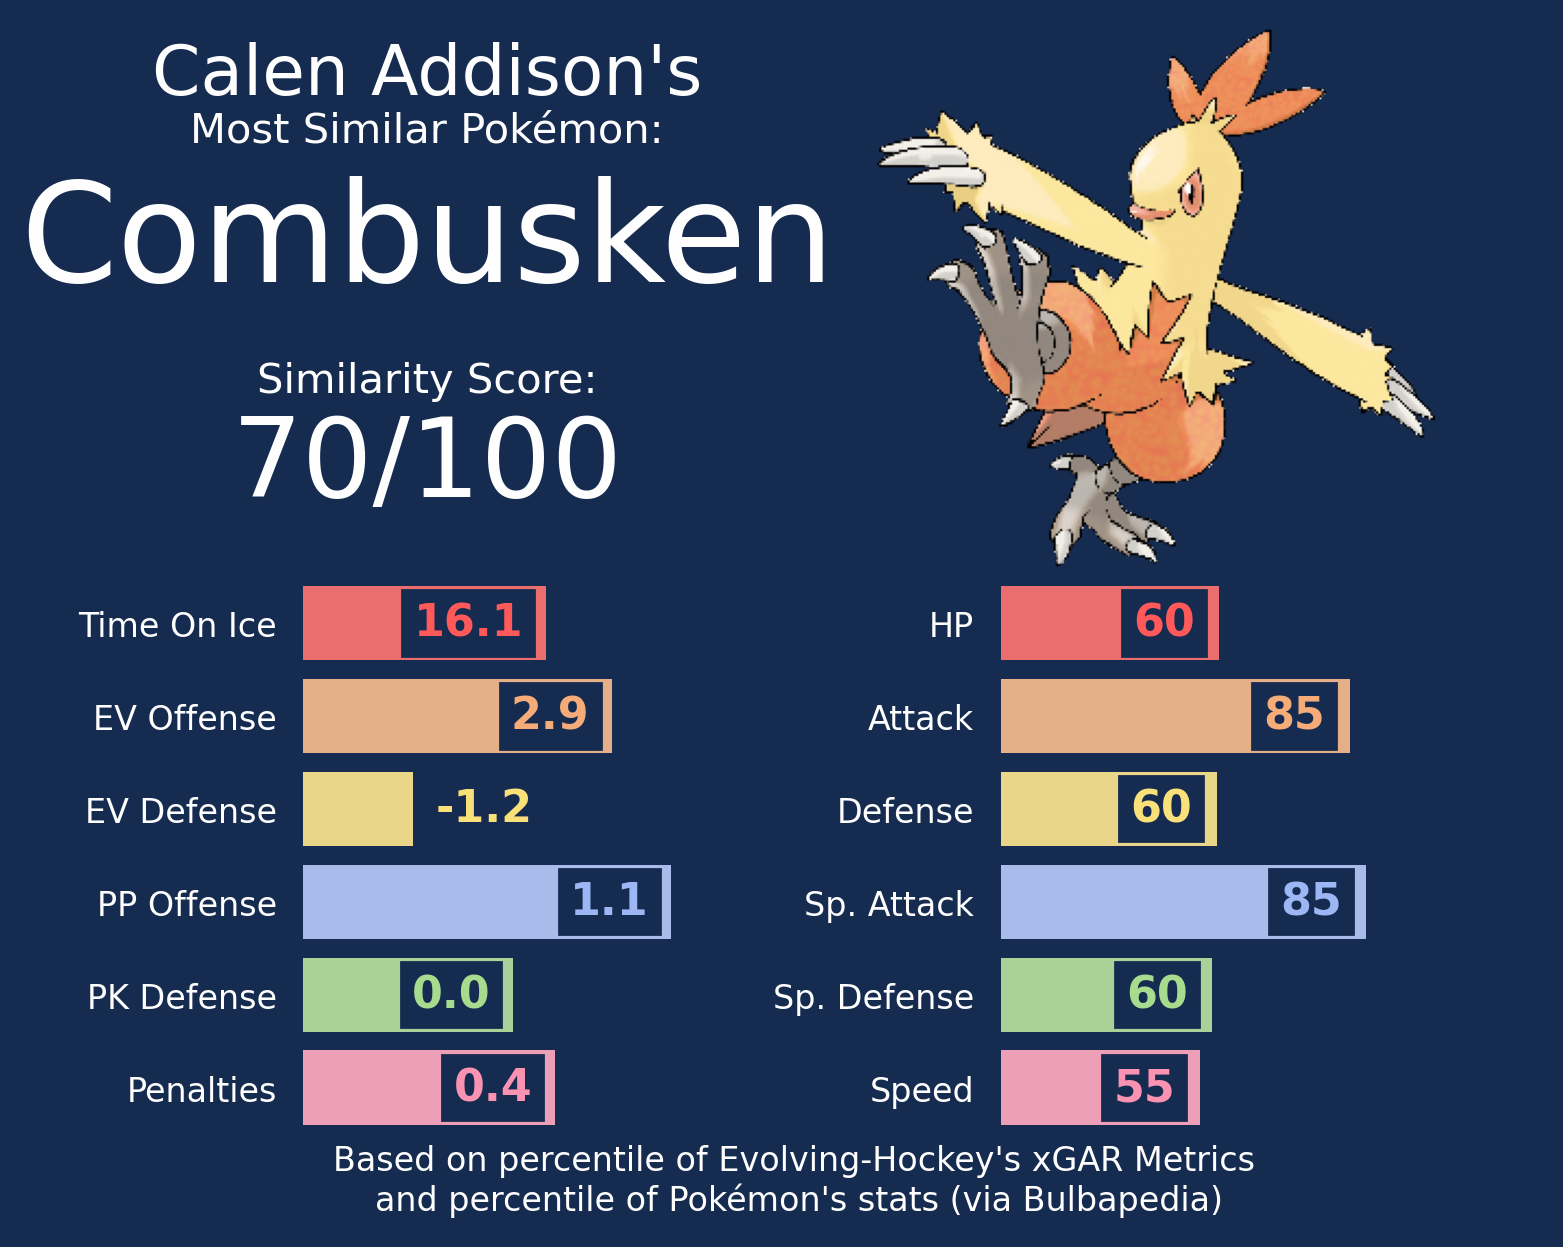 Calen Addison's
Most Similar Pokémon:
Combusken
Similarity Score:
70/100
Time On Ice 16.1
EV Offense 2.9
EV Defense -1.2
PP Offense 1.1
PK Defense 0.0
Penalties 0.4
HP 60
Attack 85
Defense 60
Sp. Attack 85
Sp. Defense 60
Speed 55
Based on percentile of Evolving-Hockey's xGAR Metrics
and percentile of Pokémon's stats (via Bulbapedia)